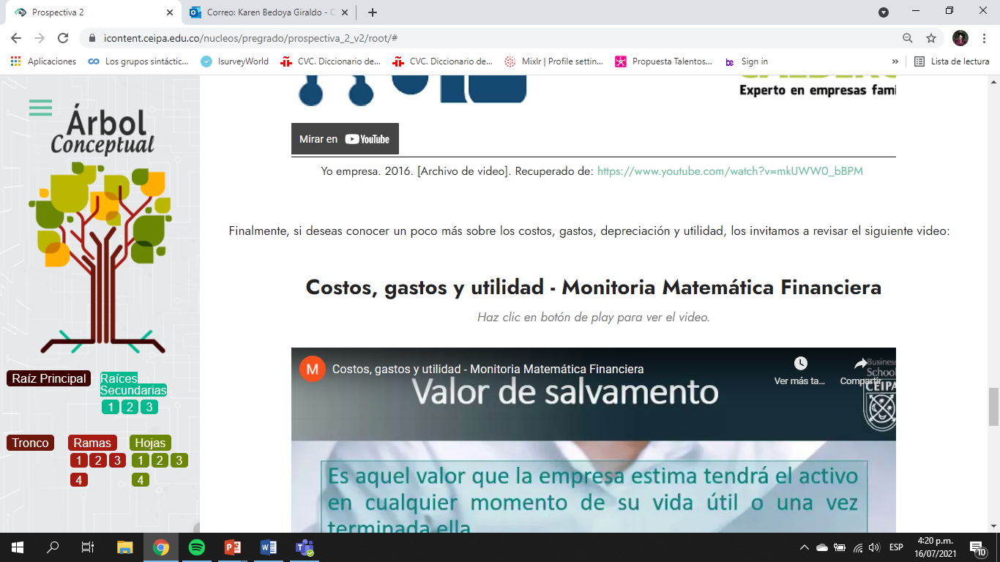 Prospectiva 2
Correo: Karen Bedoya Giraldo - C
icontent.ceipa.edu.co/nucleos/pregrado/prospectiva_2_v2/root/#
Aplicaciones
Los grupos sintáctic...
IsurveyWorld
CVC. Diccionario de...
CVC. Diccionario de...
Mixlr | Profile settin...
Propuesta Talentos...
Sign in
»
Lista de lectura
Árbol
Conceptual
Raíz Principal
Raíces
Secundarias
1 2 3
Tronco
Ramas
1 2 3
4
Hojas
1 2 3
4
Experto en empresas fami
Mirar en YouTube
Yo empresa. 2016. [Archivo de video]. Recuperado de: https://www.youtube.com/watch?v=mkUWW0_bBPM
Finalmente, si deseas conocer un poco más sobre los costos, gastos, depreciación y utilidad, los invitamos a revisar el siguiente video:
Costos, gastos y utilidad - Monitoria Matemática Financiera
Haz clic en botón de play para ver el video.
M
Costos, gastos y utilidad - Monitoria Matemática Financiera
Ver más ta...
Compartir
Business
School
CEIPA
Valor de salvamento
Es aquel valor que la empresa estima tendrá el activo
en cualquier momento de su vida útil o una vez
terminada ella
ESP
4:20 p.m.
16/07/2021
10